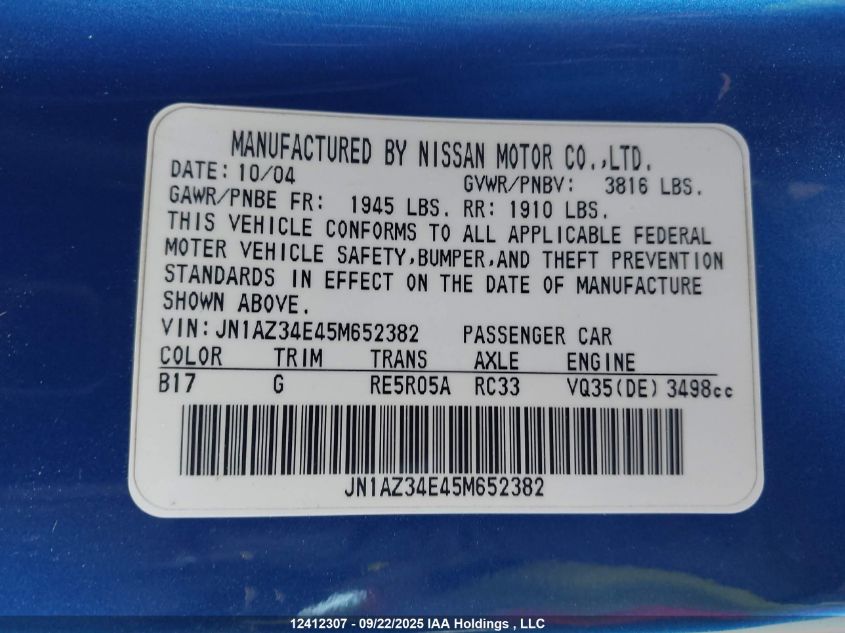 MANUFACTURED BY NISSAN MOTOR CO.,LTD.
DATE: 10/04 GVWR/PNBV: 3816 LBS.
GAWR/PNBE FR: 1945 LBS. RR: 1910 LBS.
THIS VEHICLE CONFORMS TO ALL APPLICABLE FEDERAL
MOTER VEHICLE SAFETY,BUMPER,AND THEFT PREVENTION
STANDARDS IN EFFECT ON THE DATE OF MANUFACTURE
SHOWN ABOVE.
VIN: JN1AZ34E45M652382 PASSENGER CAR
COLOR TRIM TRANS AXLE ENGINE
B17 G RE5R05A RC33 VQ35(DE) 3498cc
JN1AZ34E45M652382
12412307 - 09/22/2025 IAA Holdings , LLC